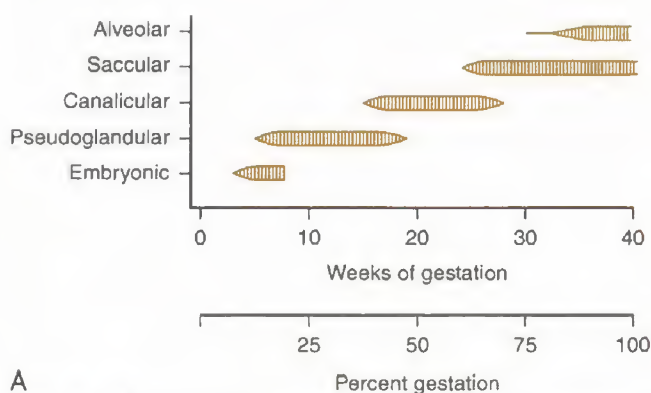 Alveolar
Saccular
Canalicular
Pseudoglandular
Embryonic
0 10 20 30 40
Weeks of gestation
25 50 75 100
A Percent gestation